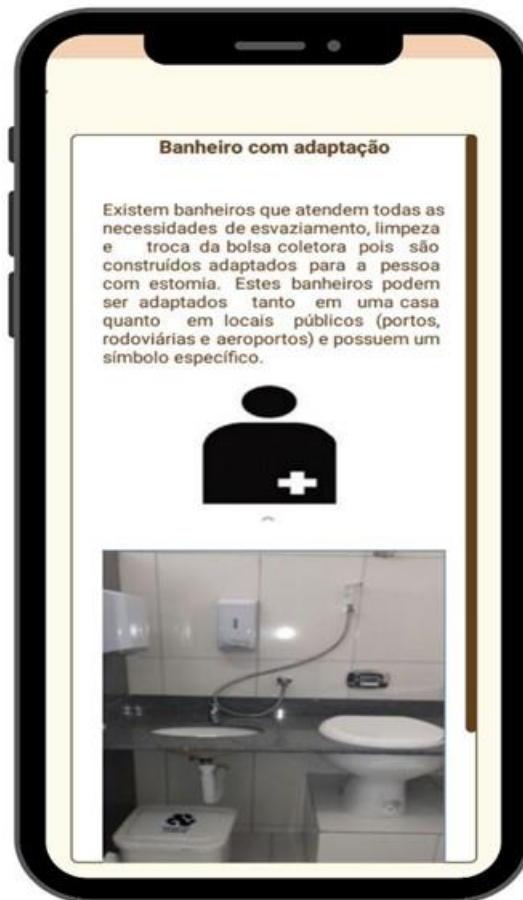 Banheiro com adaptação
Existem banheiros que atendem todas as
necessidades de esvaziamento, limpeza
e troca da bolsa coletora pois são
construídos adaptados para a pessoa
com estomia. Estes banheiros podem
ser adaptados tanto em uma casa
quanto em locais públicos (portos,
rodoviárias e aeroportos) e possuem um
símbolo específico.